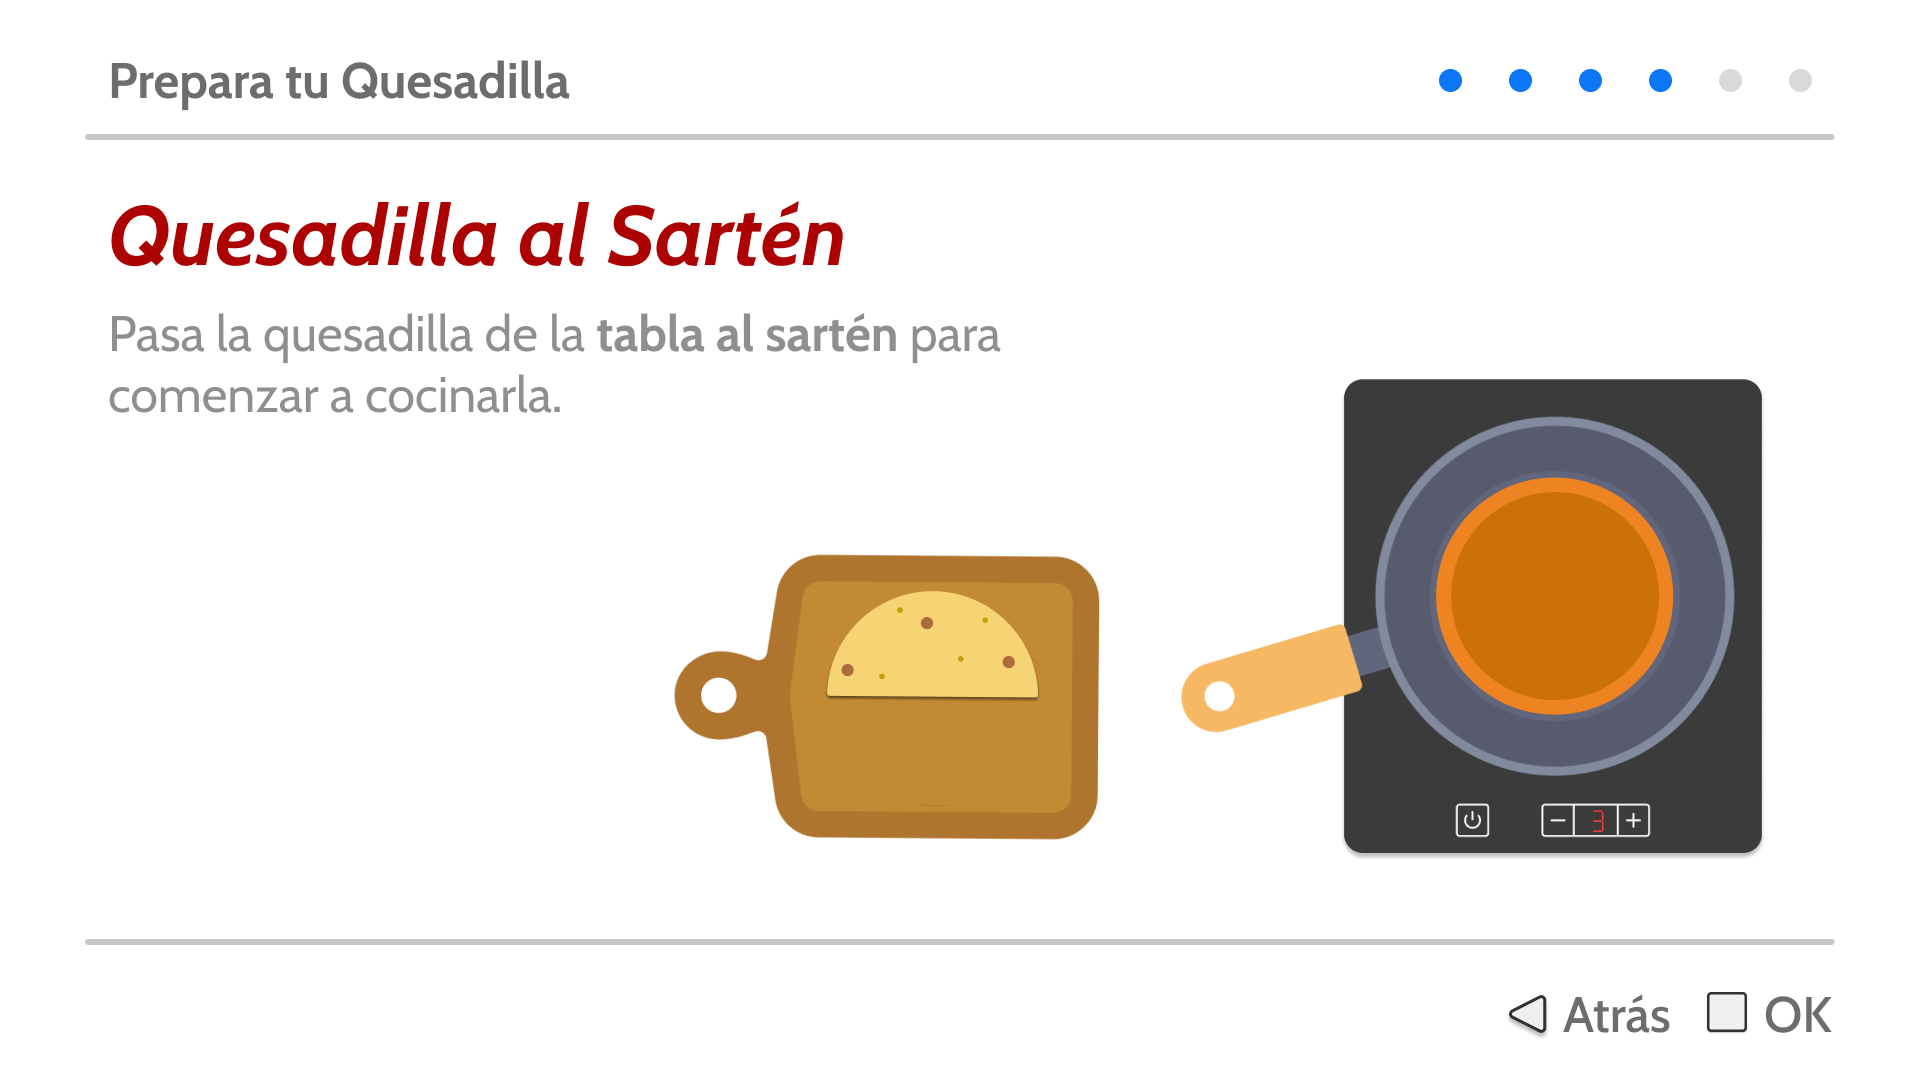 Prepara tu Quesadilla
Quesadilla al Sartén
Pasa la quesadilla de la tabla al sartén para
comenzar a cocinarla.
3
Atrás OK